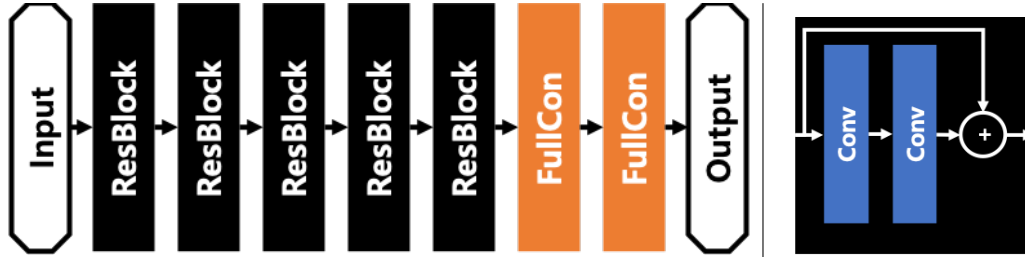 Input
ResBlock
ResBlock
ResBlock
ResBlock
ResBlock
FullCon
FullCon
Output
Conv
Conv
+